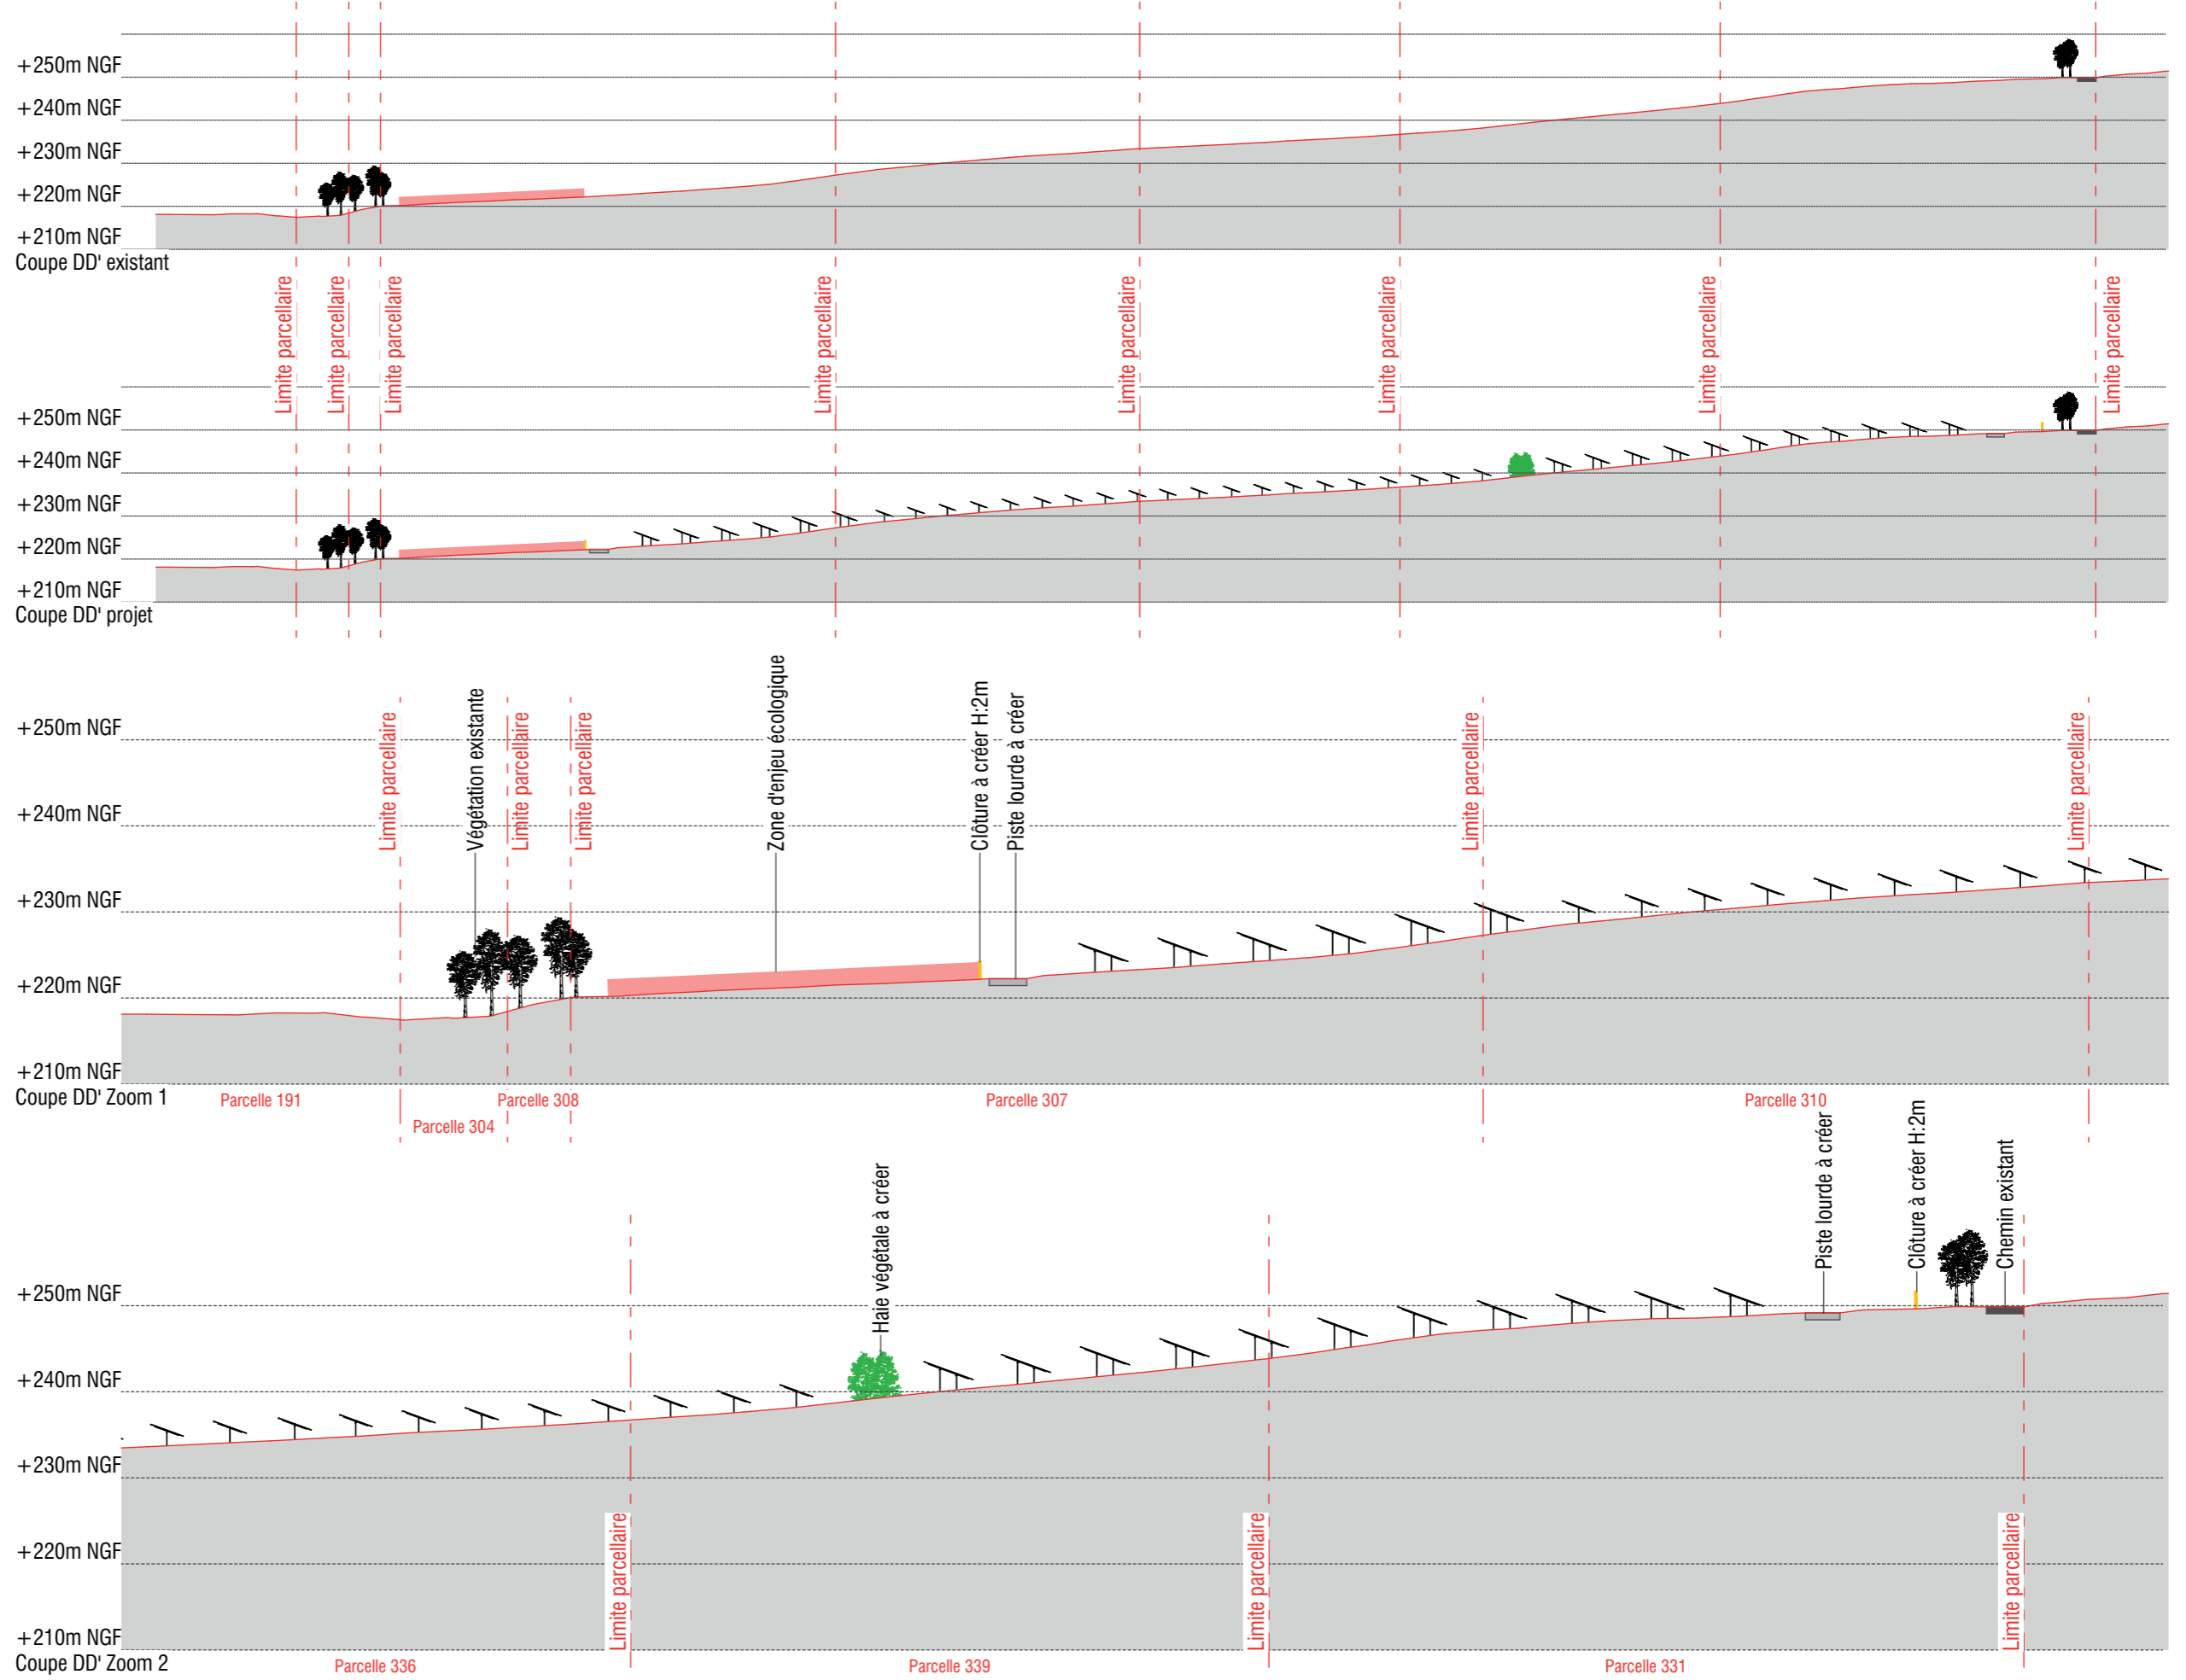 +250m NGF
+240m NGF
+230m NGF
+220m NGF
+210m NGF
Coupe DD' existant
Limite parcellaire
Limite parcellaire
Limite parcellaire
Limite parcellaire
Limite parcellaire
Limite parcellaire
Limite parcellaire
Limite parcellaire
+250m NGF
+240m NGF
+230m NGF
+220m NGF
+210m NGF
Coupe DD' projet
Limite parcellaire
Végétation existante
Limite parcellaire
Limite parcellaire
Zone d'enjeu écologique
Clôture à créer H:2m
Piste lourde à créer
Limite parcellaire
Limite parcellaire
+250m NGF
+240m NGF
+230m NGF
+220m NGF
+210m NGF
Coupe DD' Zoom 1
Parcelle 191
Parcelle 304
Parcelle 308
Parcelle 307
Parcelle 310
Haie végétale à créer
Piste lourde à créer
Clôture à créer H:2m
Chemin existant
+250m NGF
+240m NGF
+230m NGF
+220m NGF
+210m NGF
Limite parcellaire
Limite parcellaire
Limite parcellaire
Coupe DD' Zoom 2
Parcelle 336
Parcelle 339
Parcelle 331